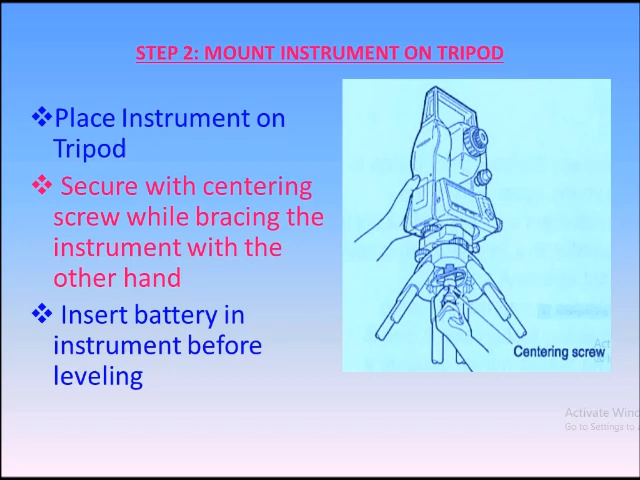 STEP 2: MOUNT INSTRUMENT ON TRIPOD
❖Place Instrument on
Tripod
❖ Secure with centering
screw while bracing the
instrument with the
other hand
❖ Insert battery in
instrument before
leveling
Centering screw
Activate Wind
Go to Settings to a